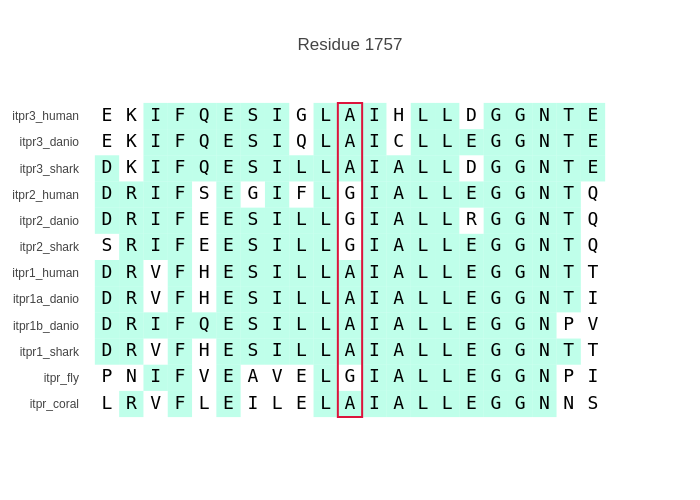 Residue 1757
itpr3_human E K I F Q E S I G L A I H L L D G G N T E
itpr3_danio E K I F Q E S I Q L A I C L L E G G N T E
itpr3_shark D K I F Q E S I L L A I A L L D G G N T E
itpr2_human D R I F S E G I F L G I A L L E G G N T Q
itpr2_danio D R I F E E S I L L G I A L L R G G N T Q
itpr2_shark S R I F E E S I L L G I A L L E G G N T Q
itpr1_human D R V F H E S I L L A I A L L E G G N T T
itpr1a_danio D R V F H E S I L L A I A L L E G G N T I
itpr1b_danio D R I F Q E S I L L A I A L L E G G N P V
itpr1_shark D R V F H E S I L L A I A L L E G G N T T
itpr_fly P N I F V E A V E L G I A L L E G G N P I
itpr_coral L R V F L E I L E L A I A L L E G G N N S